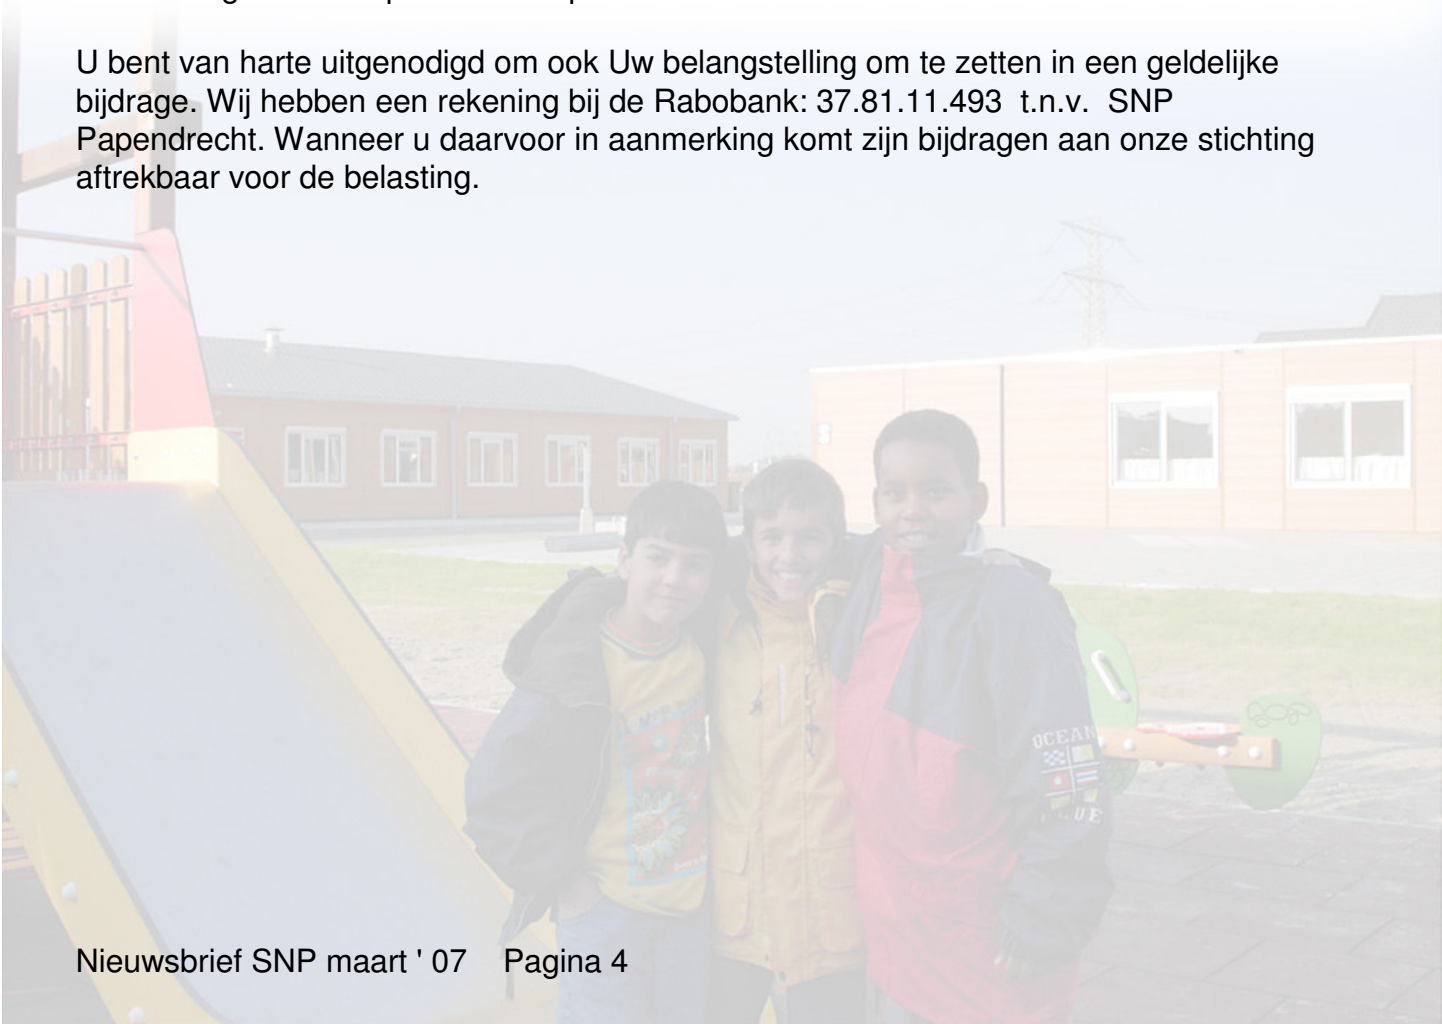 U bent van harte uitgenodigd om ook Uw belangstelling om te zetten in een geldelijke
bijdrage. Wij hebben een rekening bij de Rabobank: 37.81.11.493 t.n.v. SNP
Papendrecht. Wanneer u daarvoor in aanmerking komt zijn bijdragen aan onze stichting
aftrekbaar voor de belasting.
OCEAN
Nieuwsbrief SNP maart ' 07 Pagina 4